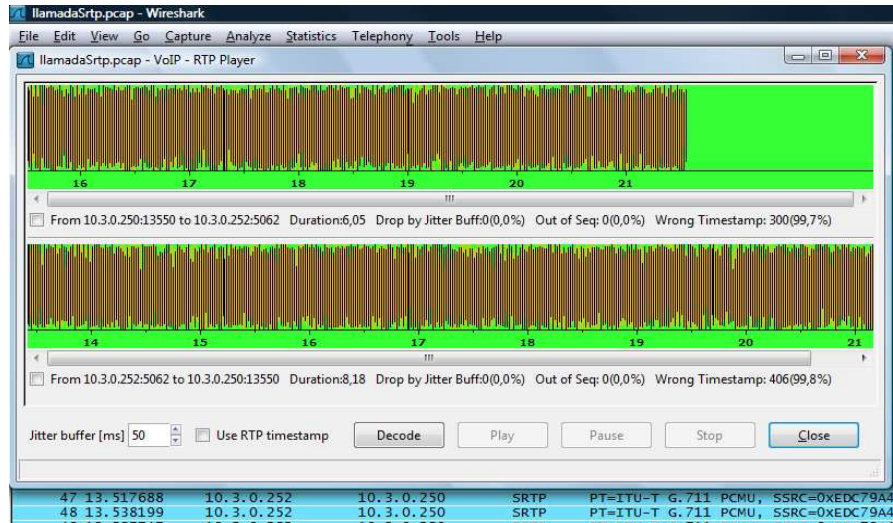 llamadaSrtp.pcap - Wireshark
File Edit View Go Capture Analyze Statistics Telephony Tools Help
llamadaSrtp.pcap - VoIP - RTP Player
16 17 18 19 20 21
From 10.3.0.250:13550 to 10.3.0.252:5062 Duration:6,05 Drop by Jitter Buff:0(0,0%) Out of Seq: 0(0,0%) Wrong Timestamp: 300(99,7%)
14 15 16 17 18 19 20 21
From 10.3.0.252:5062 to 10.3.0.250:13550 Duration:8,18 Drop by Jitter Buff:0(0,0%) Out of Seq: 0(0,0%) Wrong Timestamp: 406(99,8%)
Jitter buffer [ms] 50 Use RTP timestamp Decode Play Pause Stop Close
47 13.517688 10.3.0.252 10.3.0.250 SRTP PT=ITU-T G.711 PCMU, SSRC=0xEDC79A4
48 13.538199 10.3.0.252 10.3.0.250 SRTP PT=ITU-T G.711 PCMU, SSRC=0xEDC79A4